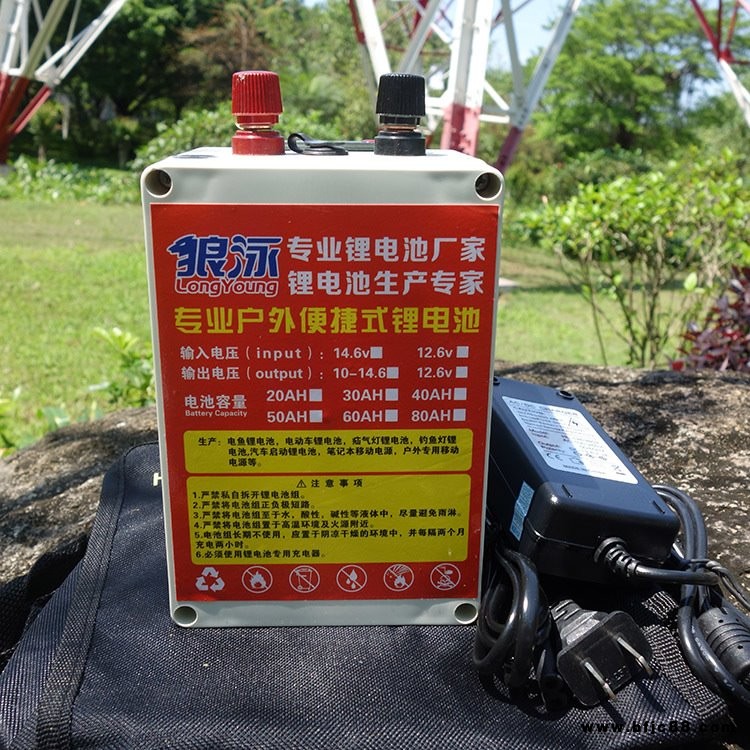 狼泳
LongYoung
专业锂电池厂家
锂电池生产专家
专业户外便捷式锂电池
输入电压（input）：14.6v 12.6v
输出电压（output）：10-14.6 12.6v
电池容量 20AH 30AH 40AH
Battery Capacity 50AH 60AH 80AH
生产：电鱼锂电池，电动车锂电池，疝气灯锂电池，钓鱼灯锂
电池,汽车启动锂电池，笔记本移动电源，户外专用移动
电源等。
⚠注意事项
1.严禁私自拆开锂电池组。
2.严禁将电池组正负极短路。
3.严禁将电池组至于水，酸性、碱性等液体中，尽量避免雨淋。
4.严禁将电池组置于高温环境及火源附近。
5.电池组长期不使用，应置于阴凉干燥的环境中，并每隔两个月
充电两小时。
6.必须使用锂电池专用充电器。
www.bfjc88.com